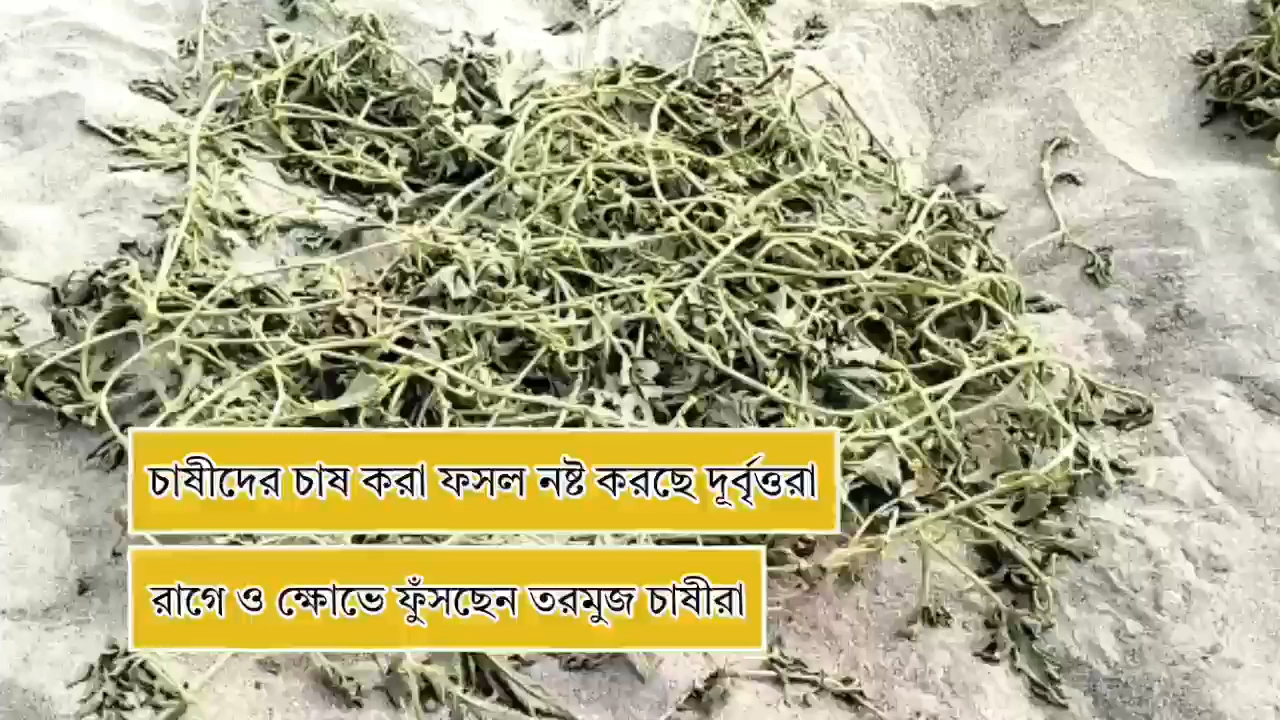 চাষীদের চাষ করা ফসল নষ্ট করছে দূর্বৃত্তরা
রাগে ও ক্ষোভে ফুঁসছেন তরমুজ চাষীরা